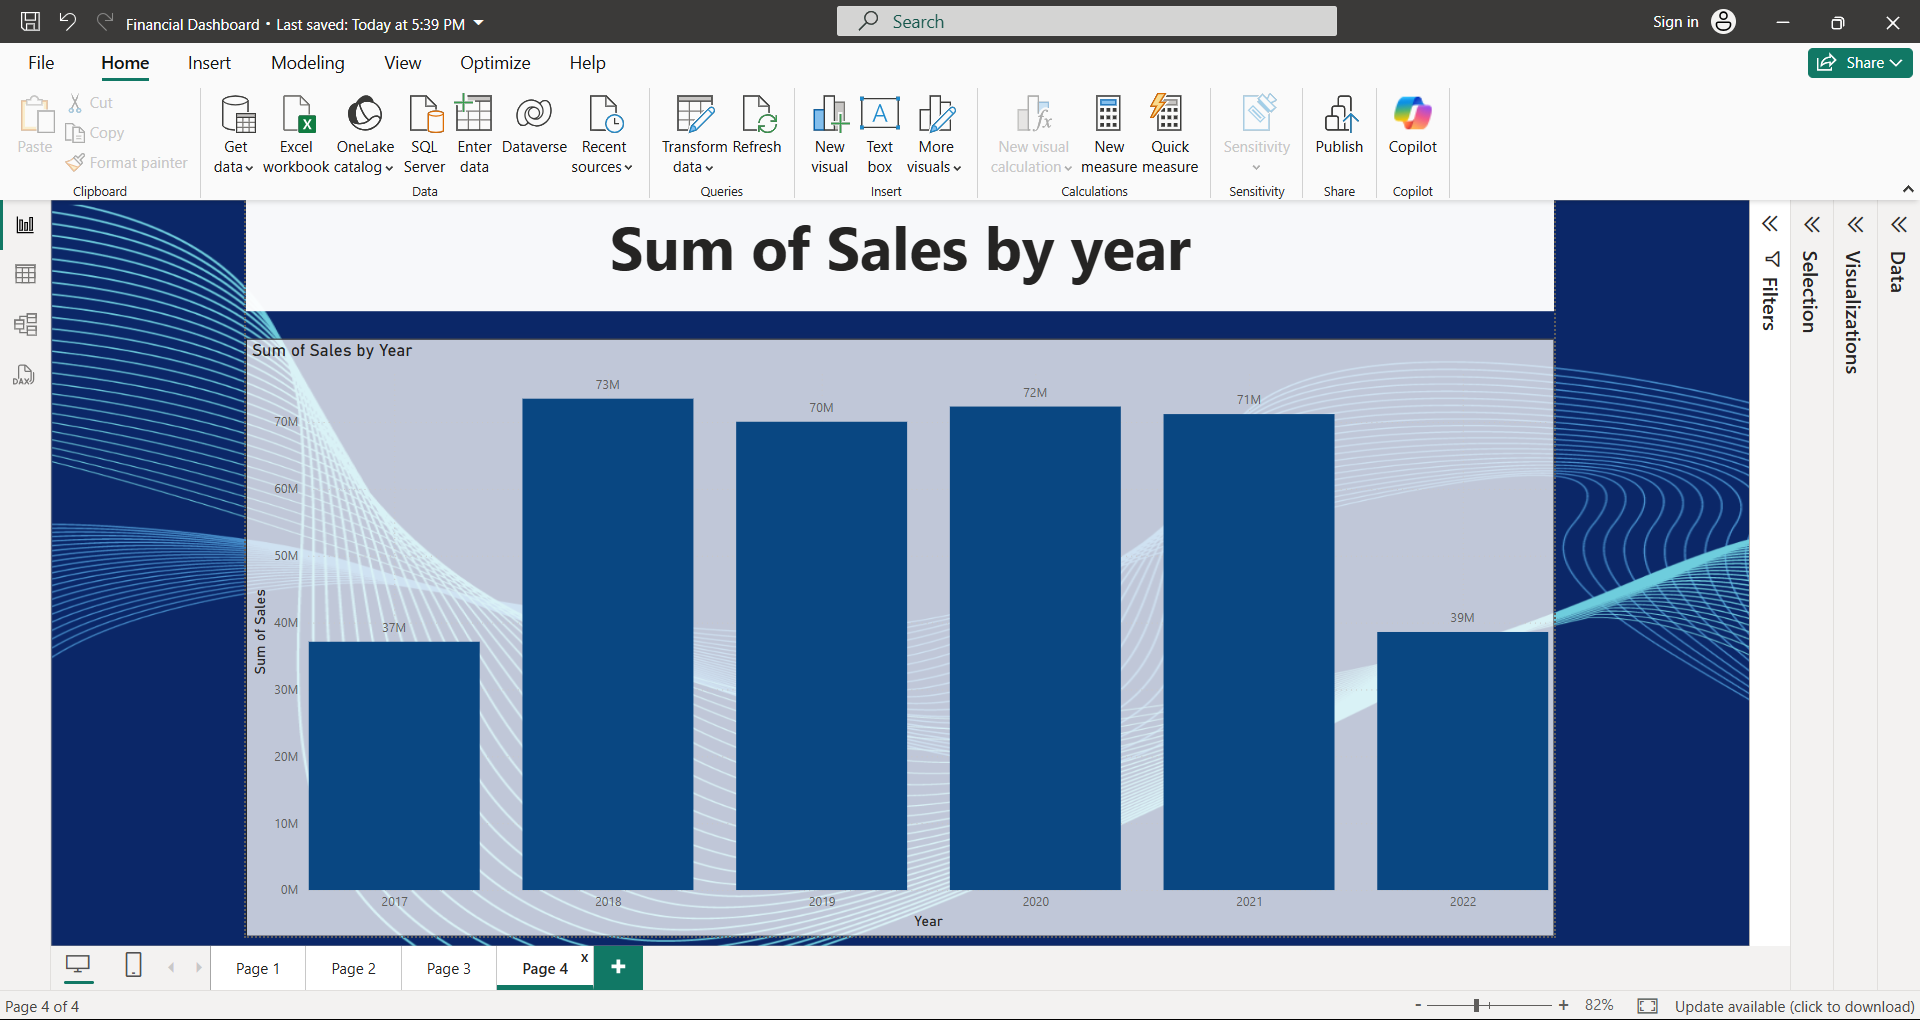 Financial Dashboard • Last saved: Today at 5:39 PM
Search
Sign in
File
Home
Insert
Modeling
View
Optimize
Help
Share
Paste
Cut
Copy
Format painter
Clipboard
Get data
Excel workbook
OneLake catalog
SQL Server
Enter data
Dataverse
Recent sources
Data
Transform data
Refresh
Queries
New visual
A
Text box
More visuals
Insert
fx
New visual calculation
New measure
Quick measure
Calculations
Sensitivity
Sensitivity
Publish
Share
Copilot
Copilot
DAX
Sum of Sales by year
Sum of Sales by Year
Sum of Sales
70M
60M
50M
40M
30M
20M
10M
0M
37M
73M
70M
72M
71M
39M
2017
2018
2019
2020
2021
2022
Year
Filters
Selection
Visualizations
Data
Page 1
Page 2
Page 3
Page 4
x
+
Page 4 of 4
- + 82%
Update available (click to download)